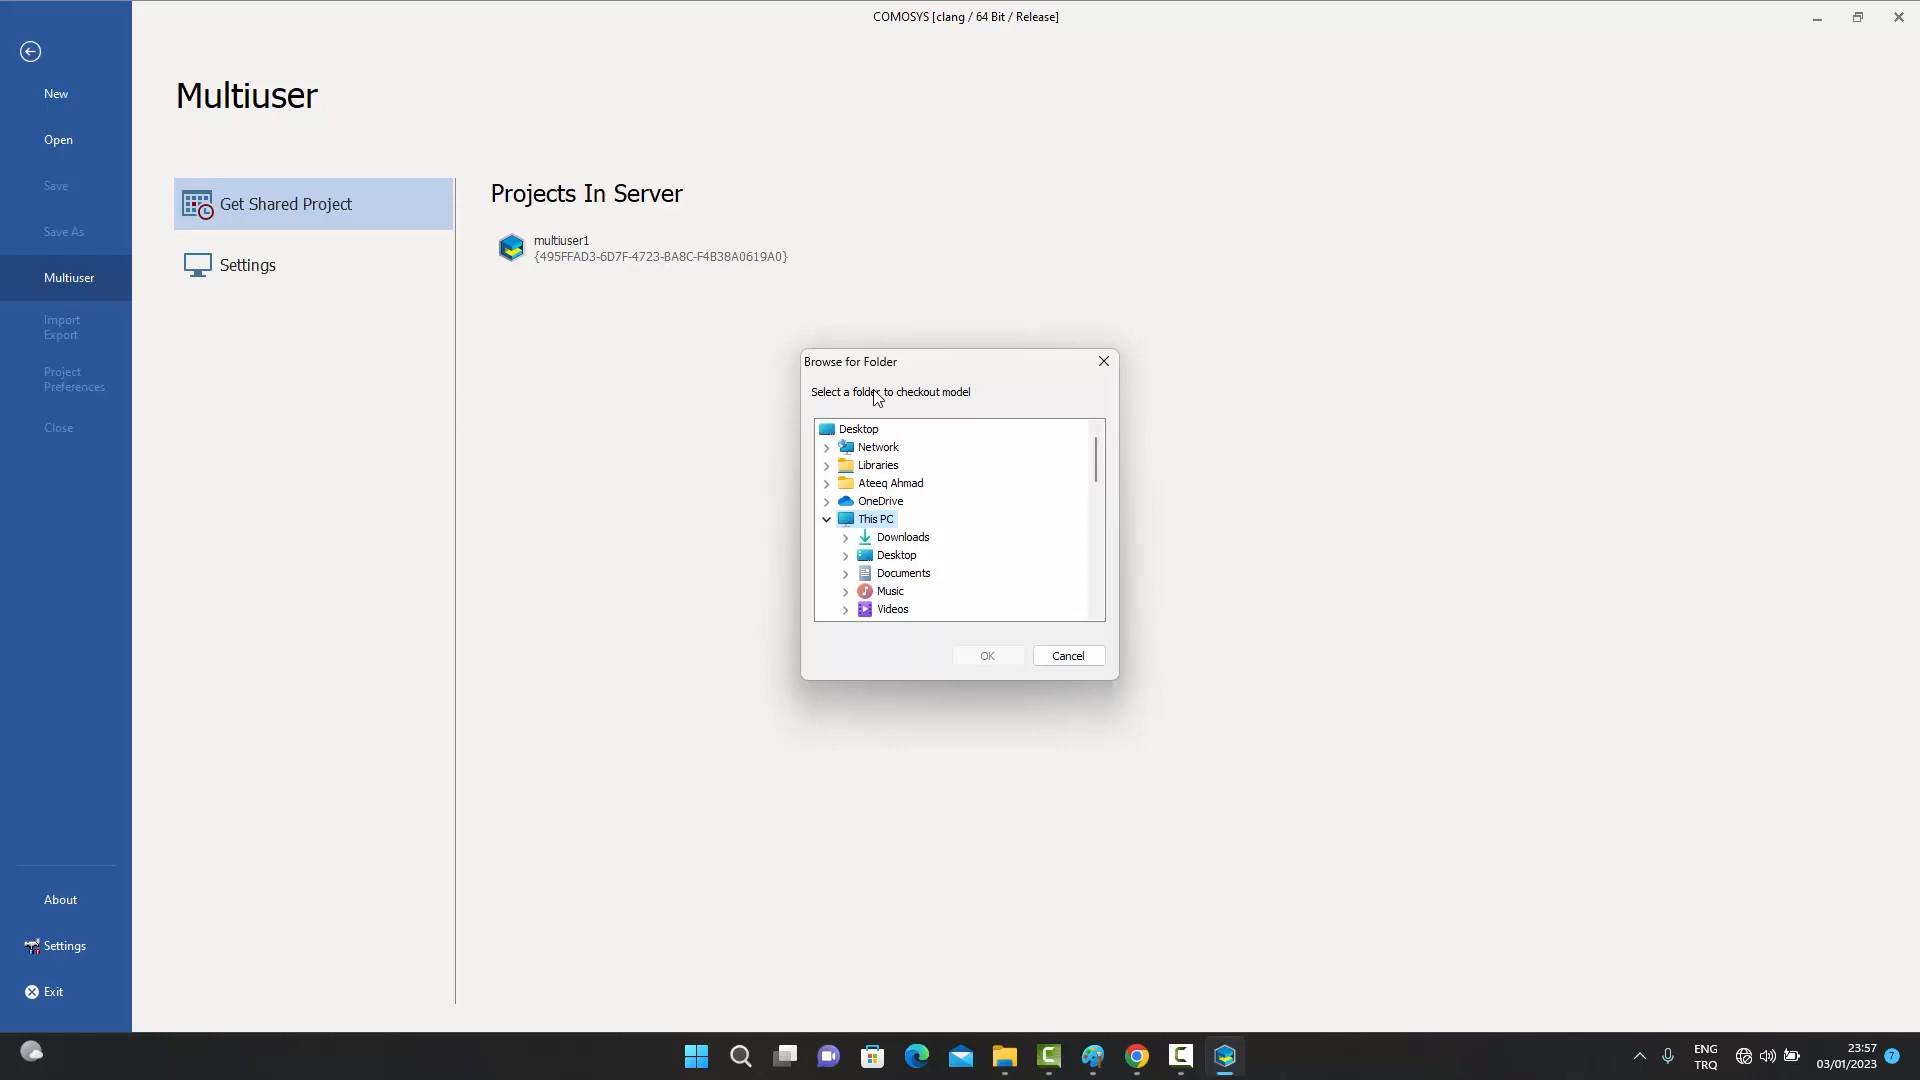 COMOSYS [clang / 64 Bit / Release]
New
Open
Save
Save As
Multiuser
Import
Export
Project
Preferences
Close
About
Settings
Exit
Multiuser
Get Shared Project
Settings
Projects In Server
multiuser1
{495FFAD3-6D7F-4723-BA8C-F4B38A0619A0}
Browse for Folder
Select a folder to checkout model
Desktop
Network
Libraries
Ateeq Ahmad
OneDrive
This PC
Downloads
Desktop
Documents
Music
Videos
OK
Cancel
ENG
TRQ
23:57
03/01/2023
7